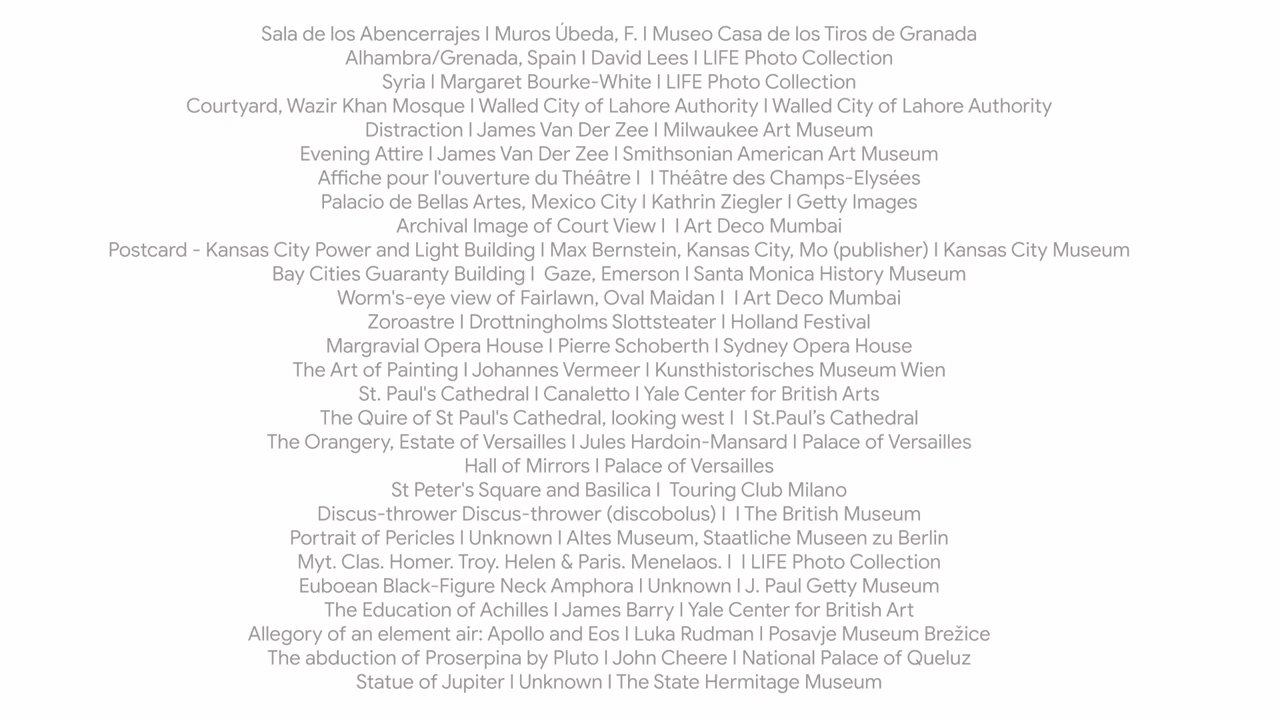 Sala de los Abencerrajes | Muros Úbeda, F. | Museo Casa de los Tiros de Granada
Alhambra/Grenada, Spain | David Lees | LIFE Photo Collection
Syria | Margaret Bourke-White | LIFE Photo Collection
Courtyard, Wazir Khan Mosque | Walled City of Lahore Authority | Walled City of Lahore Authority
Distraction | James Van Der Zee | Milwaukee Art Museum
Evening Attire | James Van Der Zee | Smithsonian American Art Museum
Affiche pour l'ouverture du Théâtre | | Théâtre des Champs-Elysées
Palacio de Bellas Artes, Mexico City | Kathrin Ziegler | Getty Images
Archival Image of Court View | | Art Deco Mumbai
Postcard - Kansas City Power and Light Building | Max Bernstein, Kansas City, Mo (publisher) | Kansas City Museum
Bay Cities Guaranty Building | Gaze, Emerson | Santa Monica History Museum
Worm's-eye view of Fairlawn, Oval Maidan | | Art Deco Mumbai
Zoroastre | Drottningholms Slottsteater | Holland Festival
Margravial Opera House | Pierre Schoberth | Sydney Opera House
The Art of Painting | Johannes Vermeer | Kunsthistorisches Museum Wien
St. Paul's Cathedral | Canaletto | Yale Center for British Arts
The Quire of St Paul's Cathedral, looking west | | St.Paul’s Cathedral
The Orangery, Estate of Versailles | Jules Hardoin-Mansard | Palace of Versailles
Hall of Mirrors | Palace of Versailles
St Peter's Square and Basilica | Touring Club Milano
Discus-thrower Discus-thrower (discobolus) | | The British Museum
Portrait of Pericles | Unknown | Altes Museum, Staatliche Museen zu Berlin
Myt. Clas. Homer. Troy. Helen & Paris. Menelaos. | | LIFE Photo Collection
Euboean Black-Figure Neck Amphora | Unknown | J. Paul Getty Museum
The Education of Achilles | James Barry | Yale Center for British Art
Allegory of an element air: Apollo and Eos | Luka Rudman | Posavje Museum Brežice
The abduction of Proserpina by Pluto | John Cheere | National Palace of Queluz
Statue of Jupiter | Unknown | The State Hermitage Museum